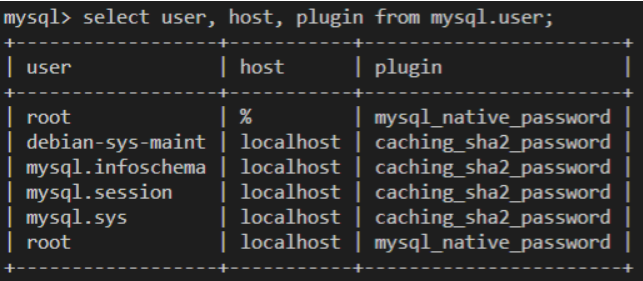 mysql> select user, host, plugin from mysql.user;
+------------------+-----------+-----------------------+
| user             | host      | plugin                |
+------------------+-----------+-----------------------+
| root             | %         | mysql_native_password |
| debian-sys-maint | localhost | caching_sha2_password |
| mysql.infoschema | localhost | caching_sha2_password |
| mysql.session    | localhost | caching_sha2_password |
| mysql.sys        | localhost | caching_sha2_password |
| root             | localhost | mysql_native_password |
+------------------+-----------+-----------------------+